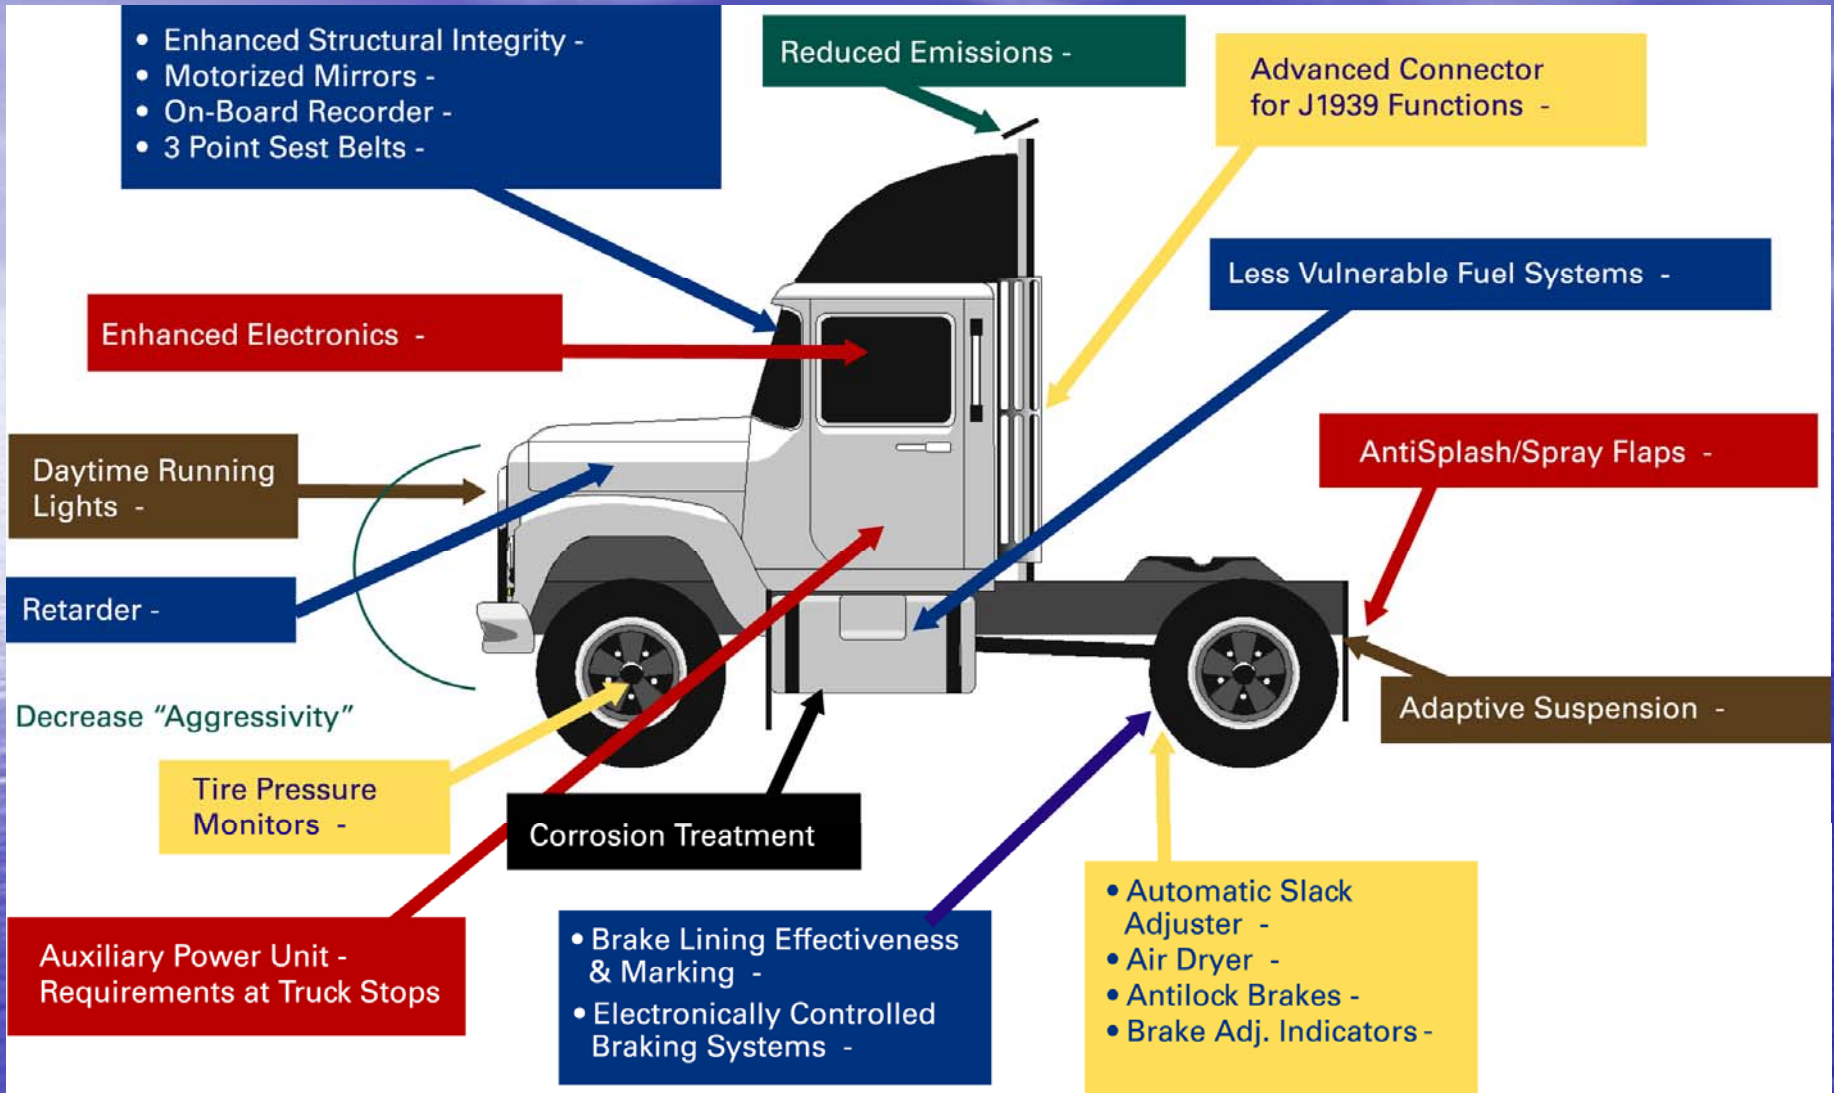 • Enhanced Structural Integrity -
• Motorized Mirrors -
• On-Board Recorder -
• 3 Point Sest Belts -
Reduced Emissions -
Advanced Connector
for J1939 Functions -
Less Vulnerable Fuel Systems -
Enhanced Electronics -
AntiSplash/Spray Flaps -
Daytime Running
Lights -
Retarder -
Adaptive Suspension -
Decrease “Aggressivity”
Tire Pressure
Monitors -
Corrosion Treatment
Auxiliary Power Unit -
Requirements at Truck Stops
• Brake Lining Effectiveness
& Marking -
• Electronically Controlled
Braking Systems -
• Automatic Slack
Adjuster -
• Air Dryer -
• Antilock Brakes -
• Brake Adj. Indicators -